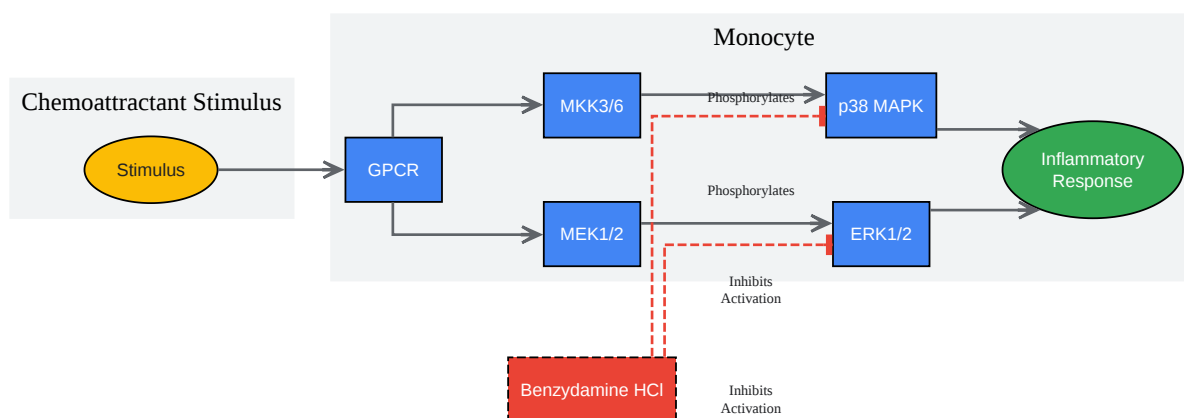 Monocyte
Chemoattractant Stimulus
MKK3/6
Phosphorylates
p38 MAPK
Stimulus
GPCR
Inflammatory
Response
Phosphorylates
MEK1/2
ERK1/2
Inhibits
Activation
Benzydamine HCl
Inhibits
Activation